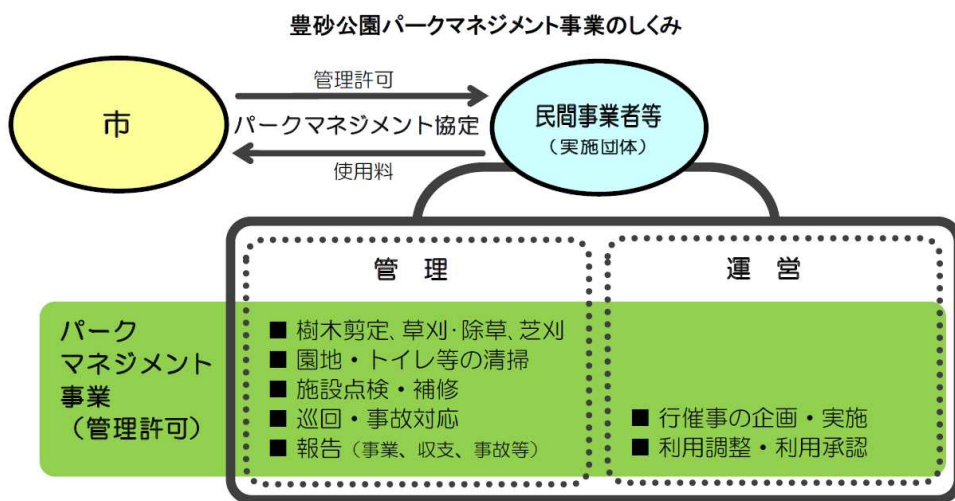 豊砂公園パークマネジメント事業のしくみ
市
管理許可
パークマネジメント協定
使用料
民間事業者等
（実施団体）
管 理
運 営
パーク
マネジメント
事業
（管理許可）
■ 樹木剪定、草刈・除草、芝刈
■ 園地・トイレ等の清掃
■ 施設点検・補修
■ 巡回・事故対応
■ 報告（事業、収支、事故等）
■ 行催事の企画・実施
■ 利用調整・利用承認